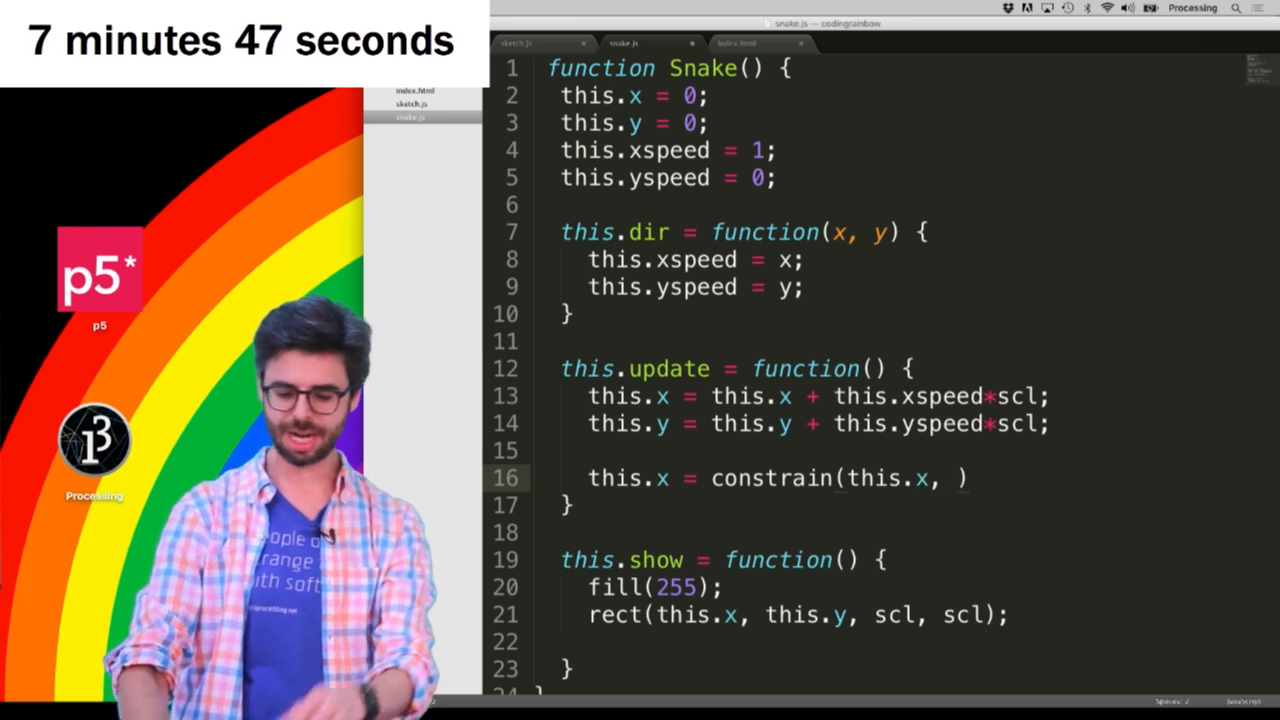 7 minutes 47 seconds
Processing
snake.js — codingrainbow
sketch.js
snake.js
index.html
index.html
sketch.js
snake.js
1 function Snake() {
2 this.x = 0;
3 this.y = 0;
4 this.xspeed = 1;
5 this.yspeed = 0;
6
7 this.dir = function(x, y) {
8 this.xspeed = x;
9 this.yspeed = y;
10 }
11
12 this.update = function() {
13 this.x = this.x + this.xspeed*scl;
14 this.y = this.y + this.yspeed*scl;
15
16 this.x = constrain(this.x, )
17 }
18
19 this.show = function() {
20 fill(255);
21 rect(this.x, this.y, scl, scl);
22
23 }
24 }
p5*
p5
Processing
ople o
range
ith soft
Spaces: 2
JavaScript